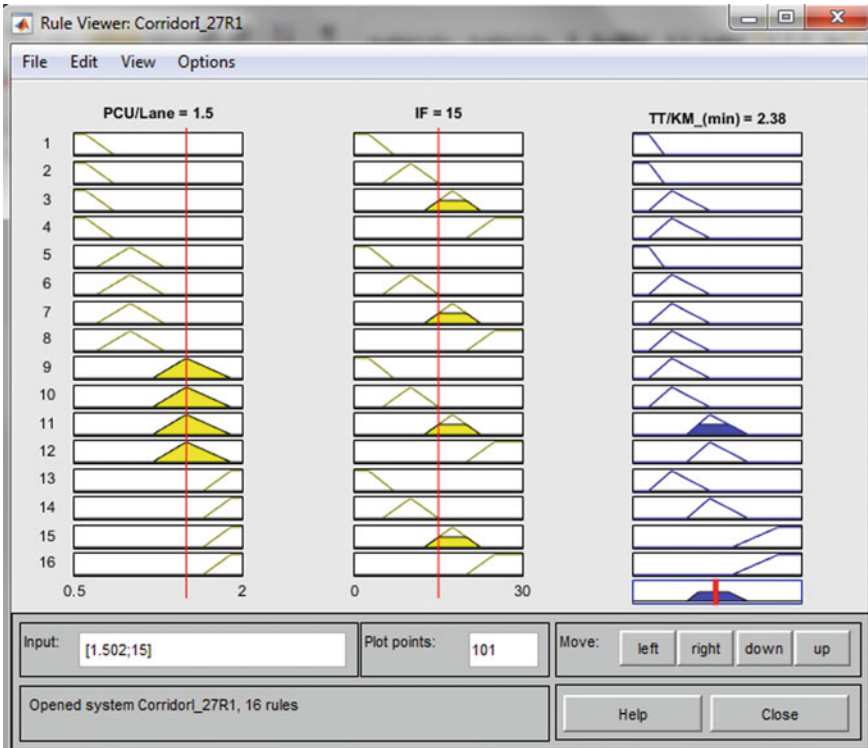 Rule Viewer: CorridorI_27R1
File Edit View Options
PCU/Lane = 1.5
IF = 15
TT/KM_(min) = 2.38
1
2
3
4
5
6
7
8
9
10
11
12
13
14
15
16
0.5 2 0 30
Input: [1.502;15] Plot points: 101 Move: left right down up
Opened system CorridorI_27R1, 16 rules
Help Close